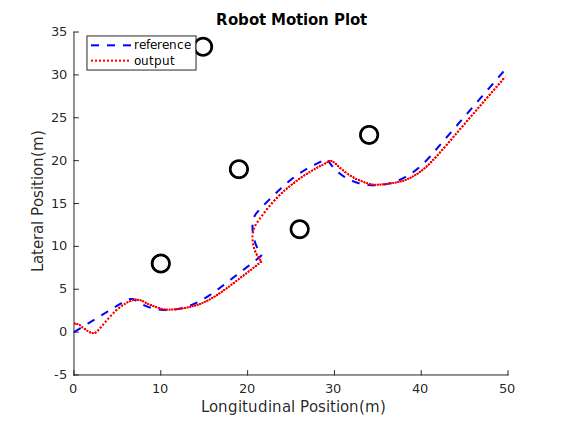 Robot Motion Plot
reference
output
Lateral Position(m)
35
30
25
20
15
10
5
0
-5
0 10 20 30 40 50
Longitudinal Position(m)